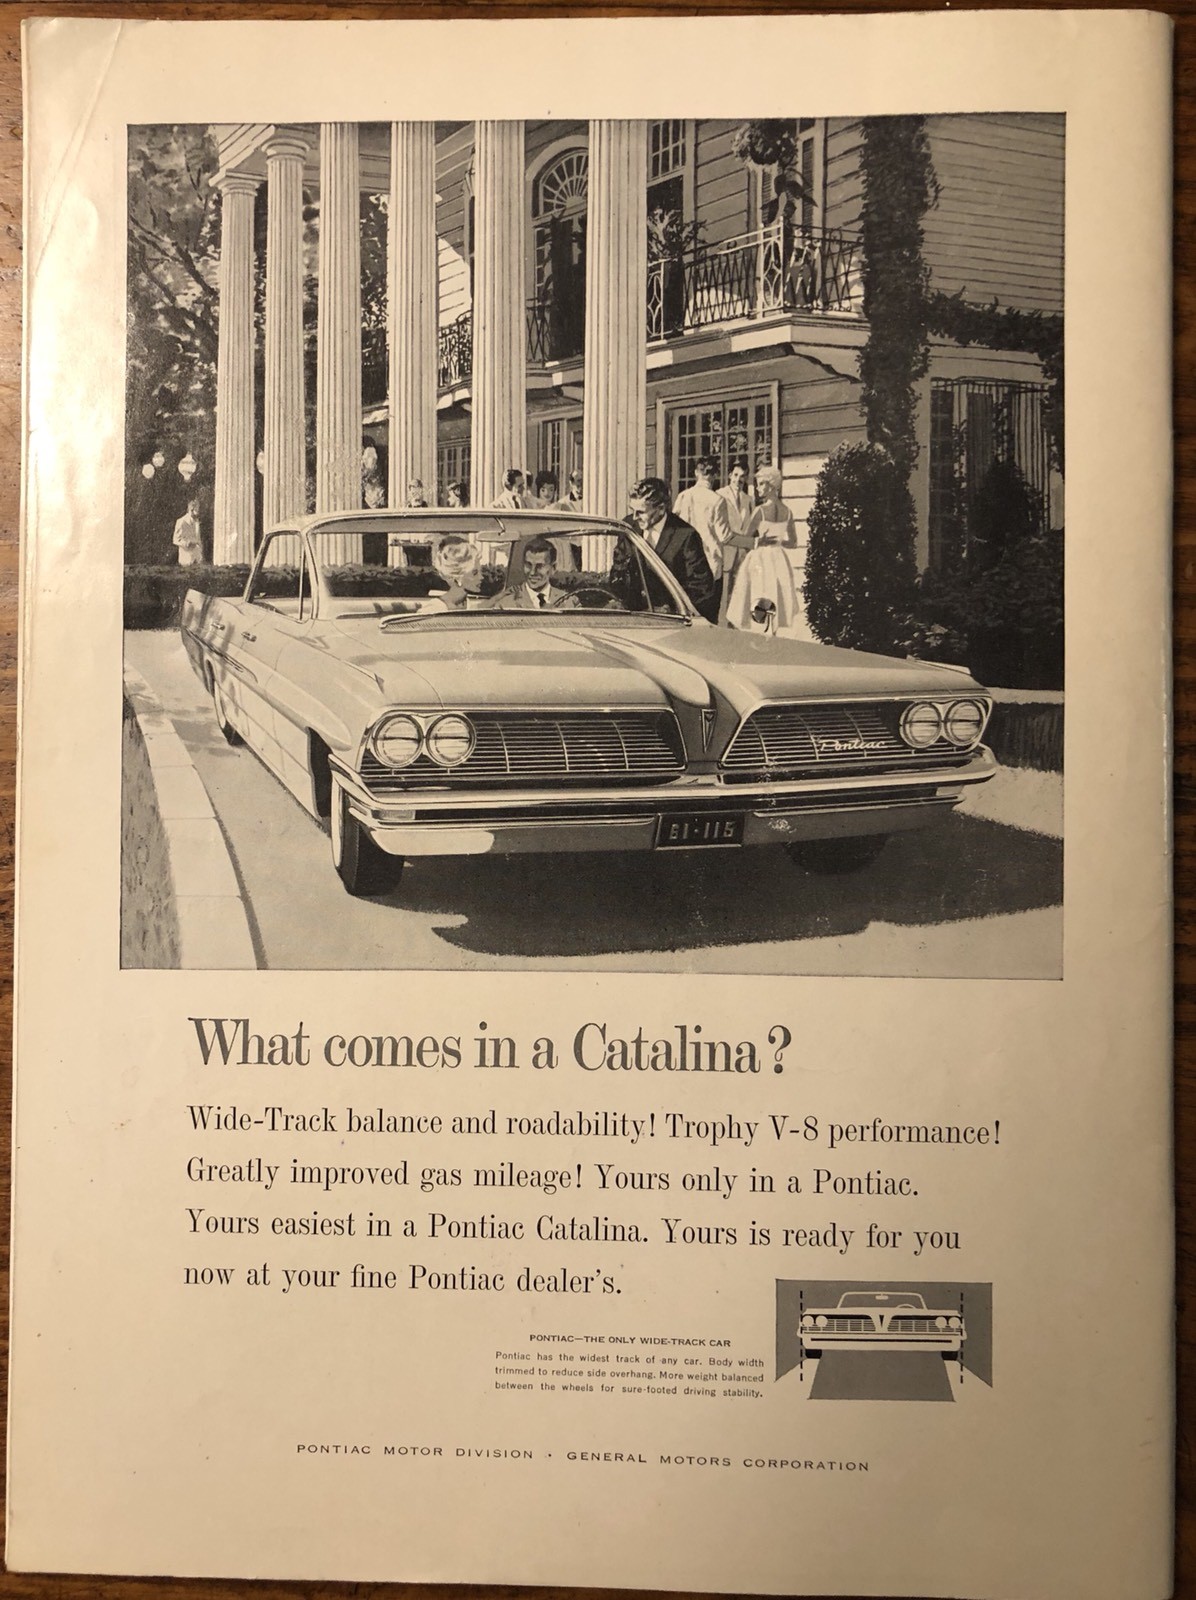 Pontiac
61-115
What comes in a Catalina?
Wide-Track balance and roadability! Trophy V-8 performance!
Greatly improved gas mileage! Yours only in a Pontiac.
Yours easiest in a Pontiac Catalina. Yours is ready for you
now at your fine Pontiac dealer's.
PONTIAC—THE ONLY WIDE-TRACK CAR
Pontiac has the widest track of any car. Body width
trimmed to reduce side overhang. More weight balanced
between the wheels for sure-footed driving stability.
PONTIAC MOTOR DIVISION • GENERAL MOTORS CORPORATION